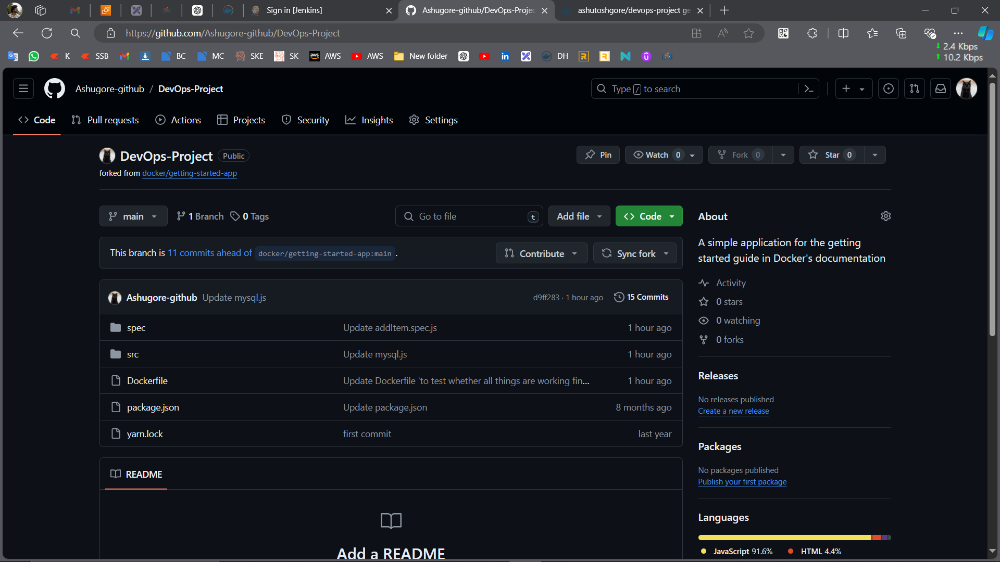 Sign in [Jenkins]
Ashugore-github/DevOps-Projec
ashutoshgore/devops-project ge
https://github.com/Ashugore-github/DevOps-Project
2.4 Kbps
10.2 Kbps
K
SSB
BC
MC
SKE
SK
AWS
AWS
New folder
DH
Ashugore-github / DevOps-Project
Type / to search
Code
Pull requests
Actions
Projects
Security
Insights
Settings
DevOps-Project Public
Pin
Watch 0
Fork 0
Star 0
forked from docker/getting-started-app
main
1 Branch
0 Tags
Go to file t
Add file
Code
This branch is 11 commits ahead of docker/getting-started-app:main .
Contribute
Sync fork
Ashugore-github Update mysql.js d9ff283 · 1 hour ago 15 Commits
spec Update addItem.spec.js 1 hour ago
src Update mysql.js 1 hour ago
Dockerfile Update Dockerfile 'to test whether all things are working fin... 1 hour ago
package.json Update package.json 8 months ago
yarn.lock first commit last year
README
Add a README
About
A simple application for the getting
started guide in Docker's documentation
Activity
0 stars
0 watching
0 forks
Releases
No releases published
Create a new release
Packages
No packages published
Publish your first package
Languages
JavaScript 91.6% HTML 4.4%